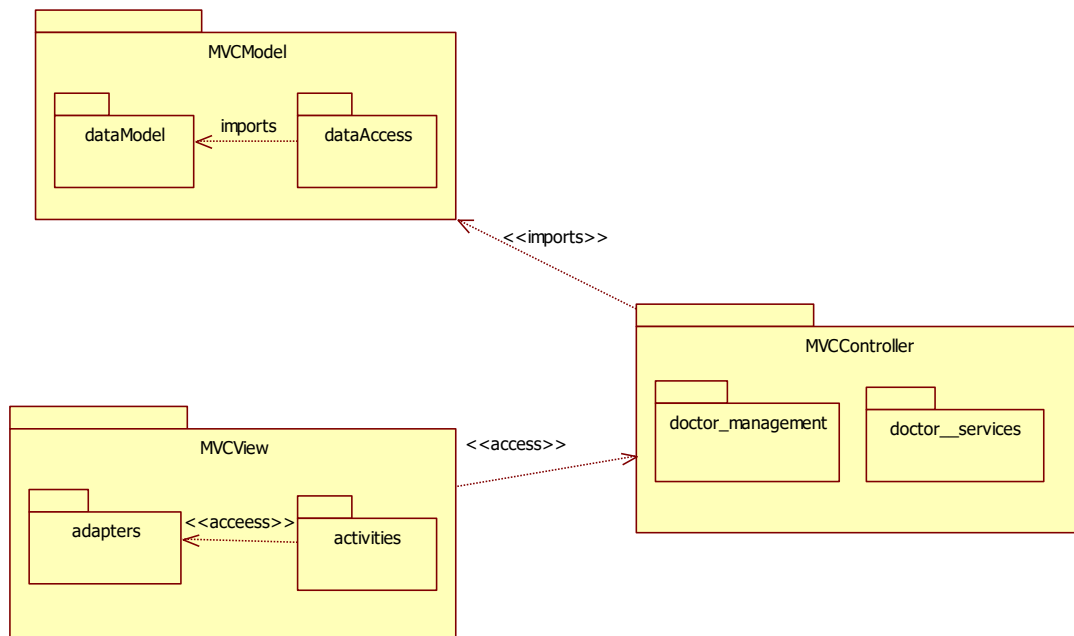 MVCModel
dataModel
imports
dataAccess
<<imports>>
MVCController
doctor_management
doctor__services
MVCView
<<access>>
adapters
<<acceess>>
activities